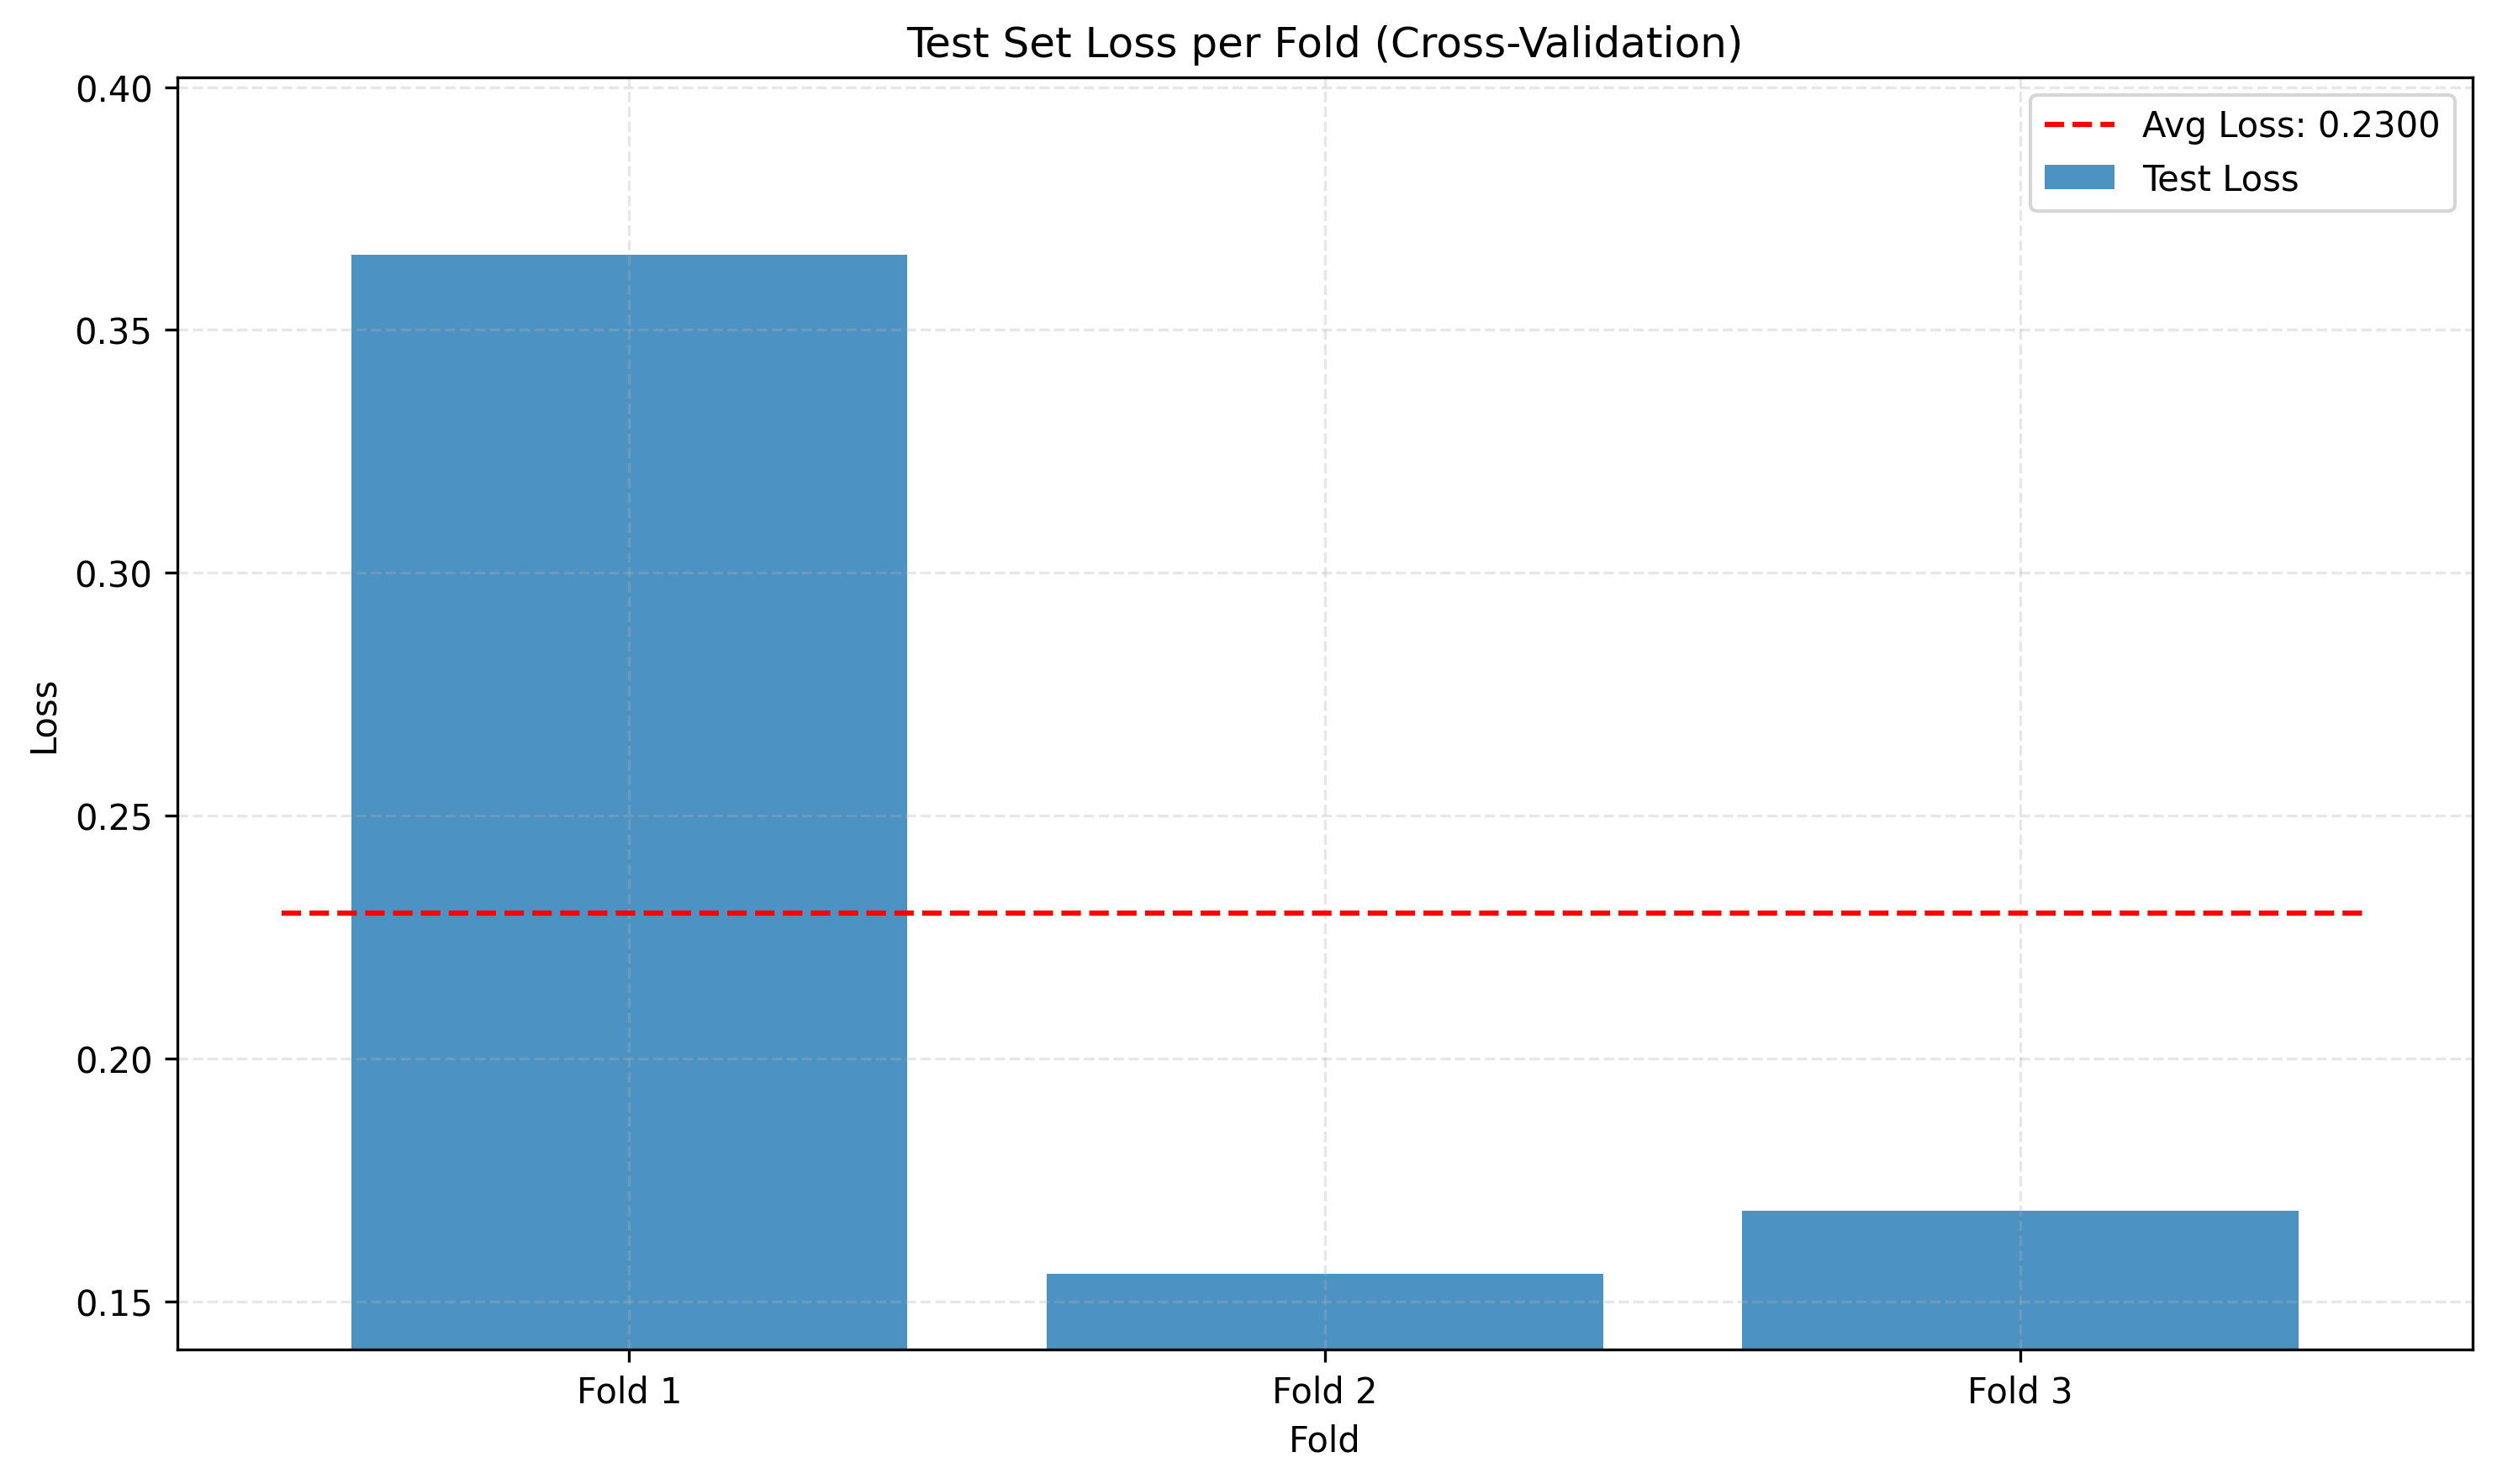 Test Set Loss per Fold (Cross-Validation)
0.40
0.35
0.30
0.25
0.20
0.15
Loss
Avg Loss: 0.2300
Test Loss
Fold 1
Fold 2
Fold 3
Fold